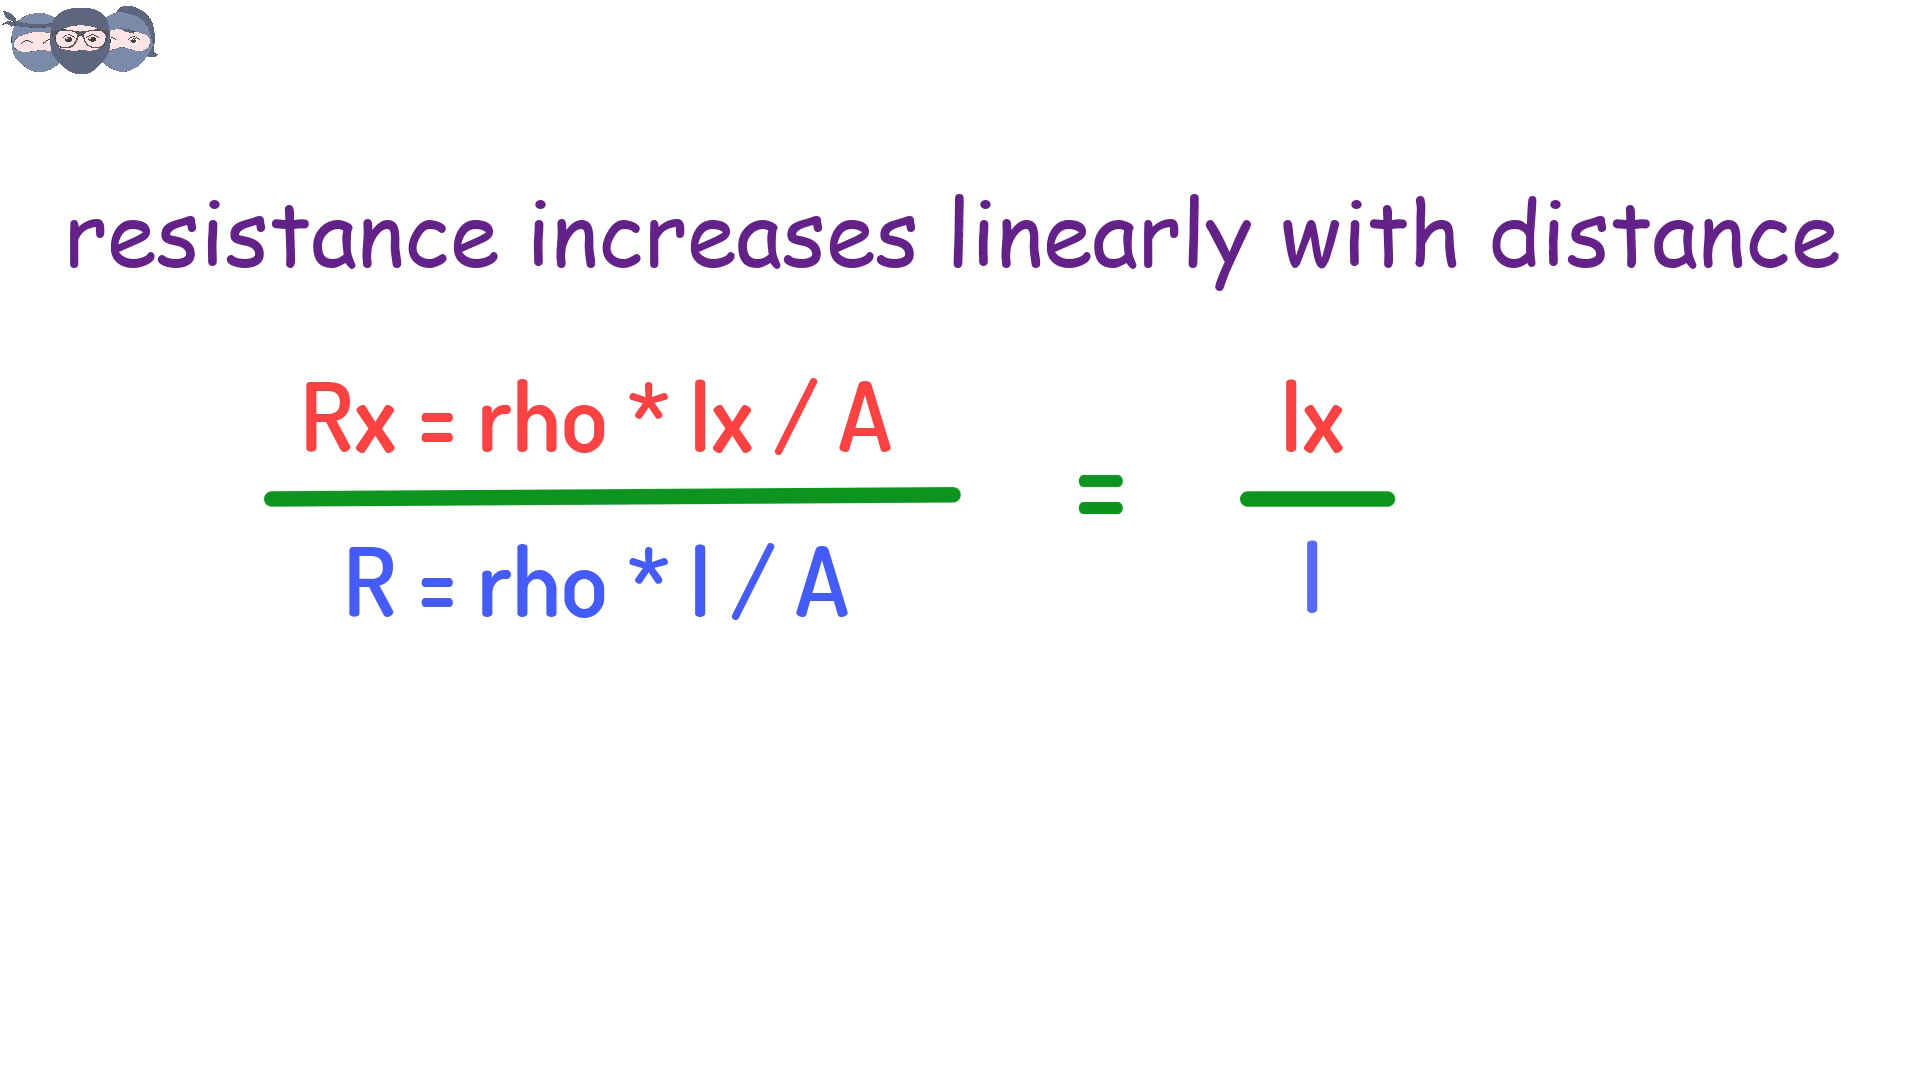 resistance increases linearly with distance
Rx = rho * lx / A
R = rho * l / A
=
lx
l